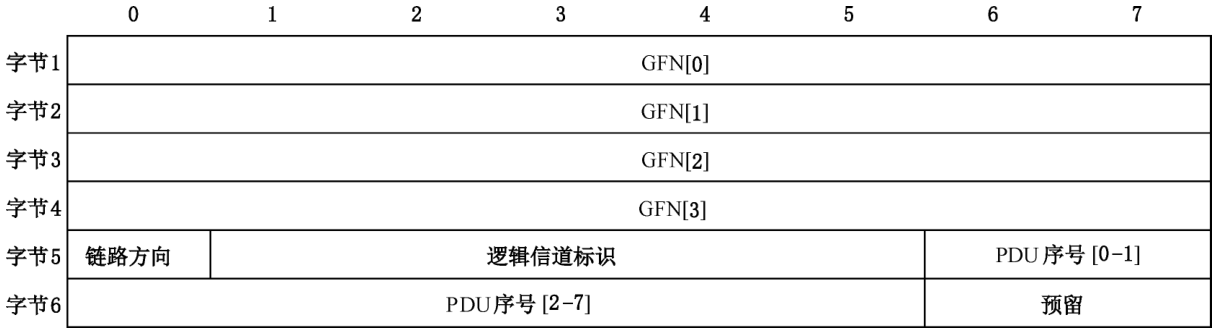 0 1 2 3 4 5 6 7
字节1 GFN[0]
字节2 GFN[1]
字节3 GFN[2]
字节4 GFN[3]
字节5 链路方向 逻辑信道标识 PDU序号[0-1]
字节6 PDU序号[2-7] 预留